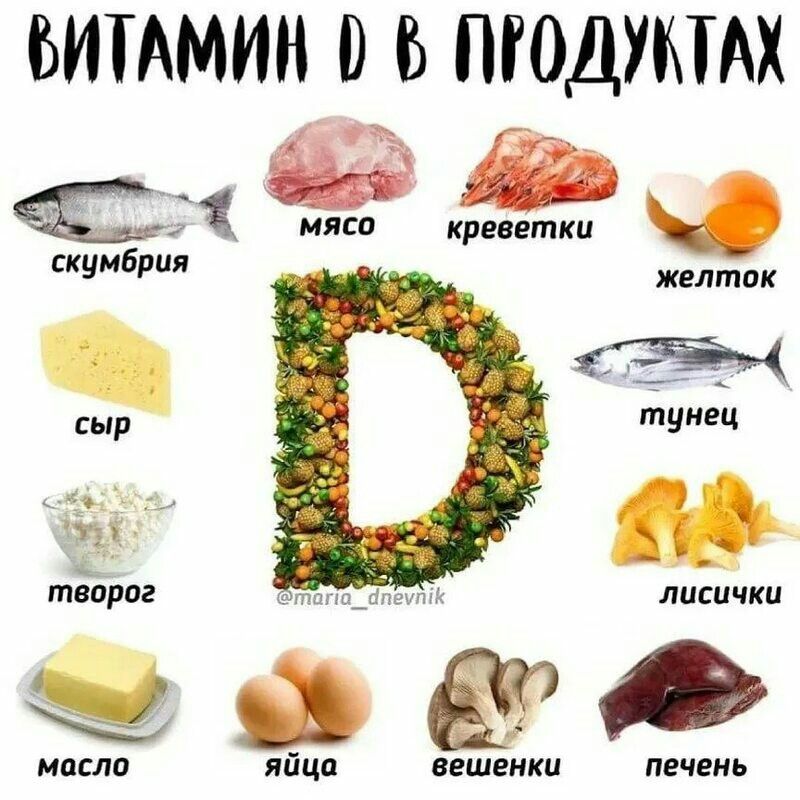 ВИТАМИН D В ПРОДУКТАХ
мясо
креветки
скумбрия
желток
сыр
тунец
творог
@maria_dnevnik
лисички
масло
яйца
вешенки
печень